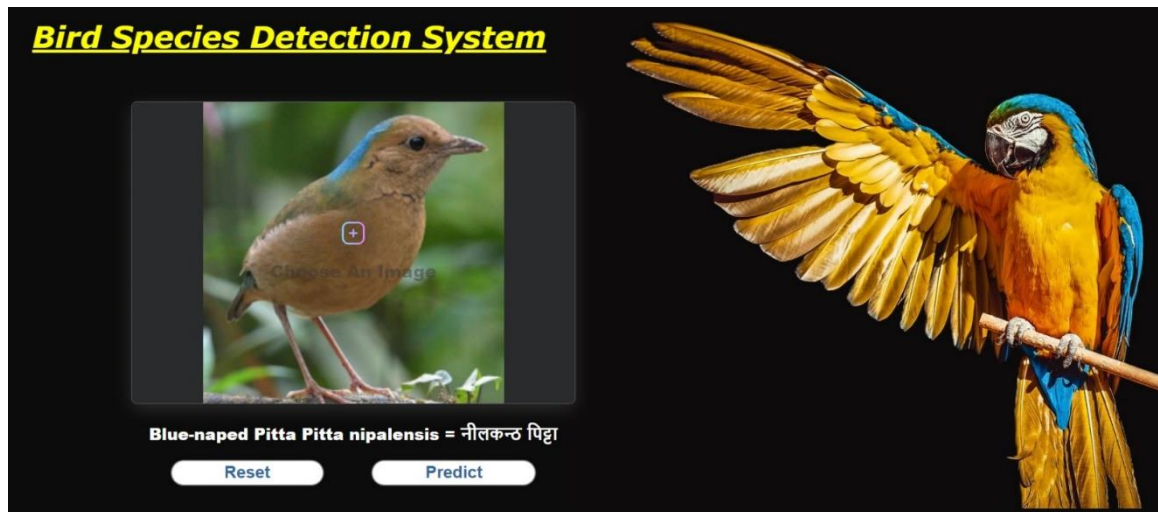 Bird Species Detection System
Choose An Image
Blue-naped Pitta Pitta nipalensis = नीलकन्ठ पिट्टा
Reset
Predict